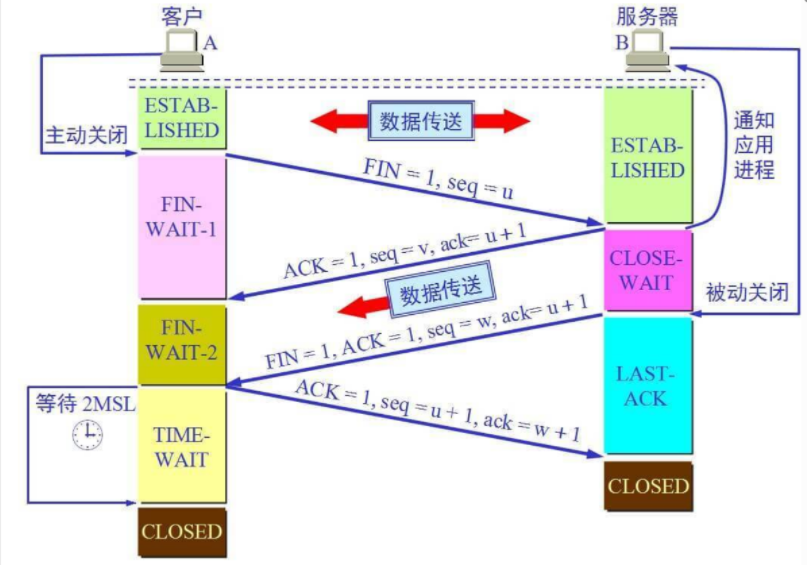 客户
服务器
A
B
ESTAB-
LISHED
数据传送
主动关闭
通知
应用
进程
ESTAB-
LISHED
FIN = 1, seq = u
FIN-
WAIT-1
ACK = 1, seq = v, ack= u + 1
CLOSE-
WAIT
数据传送
被动关闭
FIN-
WAIT-2
FIN = 1, ACK = 1, seq = w, ack= u + 1
LAST-
ACK
等待 2MSL
ACK = 1, seq = u + 1, ack = w + 1
TIME-
WAIT
CLOSED
CLOSED